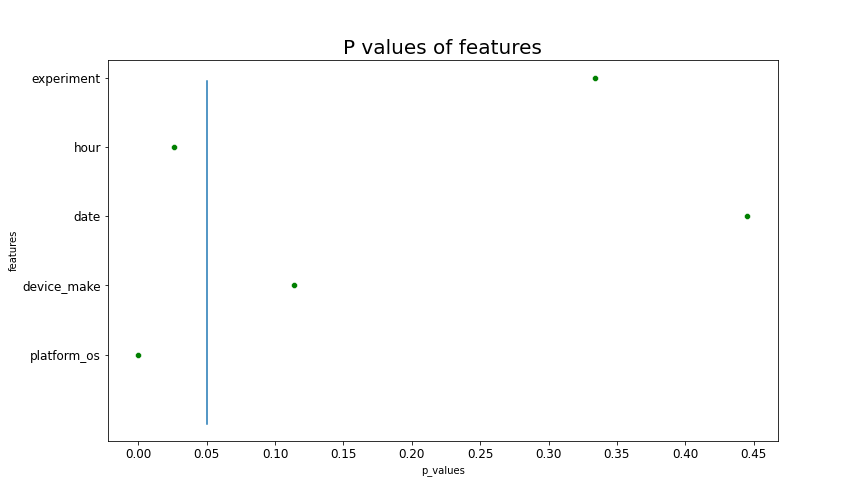 P values of features
experiment
hour
date
device_make
platform_os
features
0.00 0.05 0.10 0.15 0.20 0.25 0.30 0.35 0.40 0.45
p_values